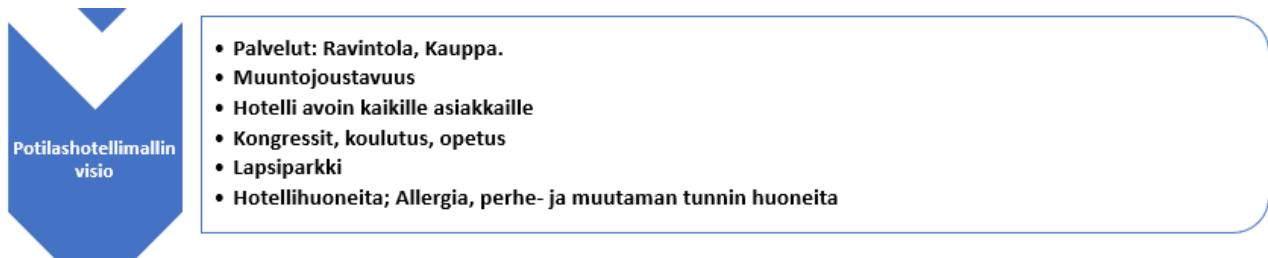 Potilashotellimallin
visio
• Palvelut: Ravintola, Kauppa.
• Muuntojoustavuus
• Hotelli avoin kaikille asiakkaille
• Kongressit, koulutus, opetus
• Lapsiparkki
• Hotellihuoneita; Allergia, perhe- ja muutaman tunnin huoneita